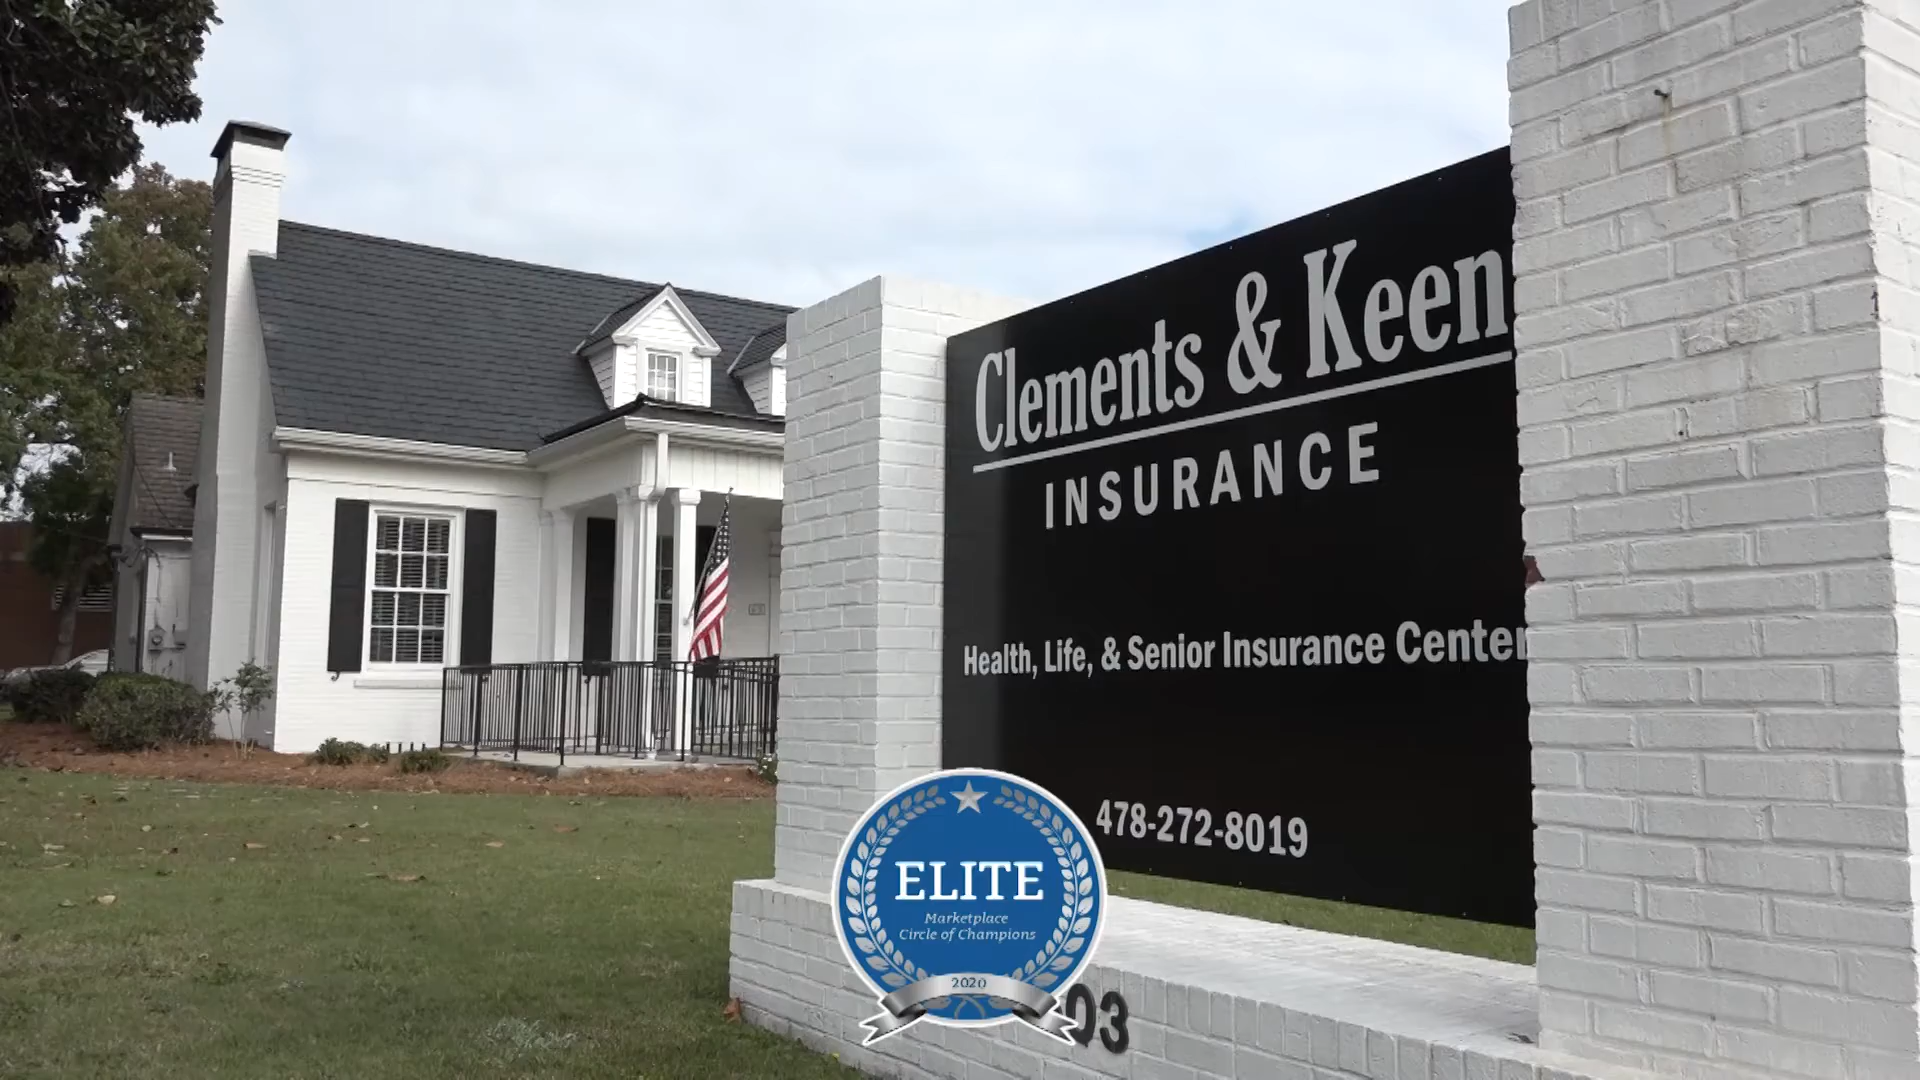 Clements & Keen
INSURANCE
Health, Life, & Senior Insurance Center
478-272-8019
ELITE
Marketplace
Circle of Champions
2020
03